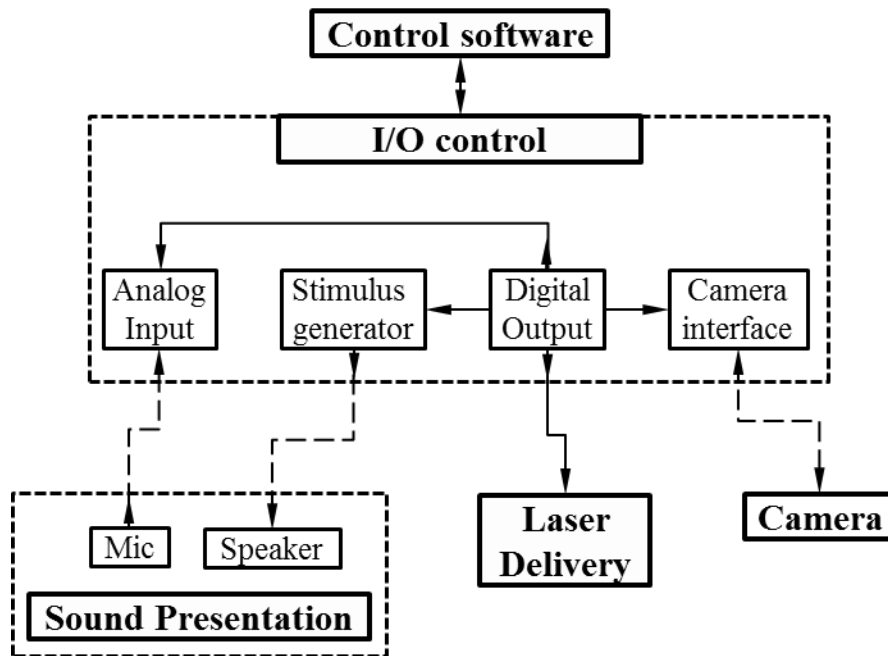 Control software
I/O control
Analog
Input
Stimulus
generator
Digital
Output
Camera
interface
Mic
Speaker
Sound Presentation
Laser
Delivery
Camera